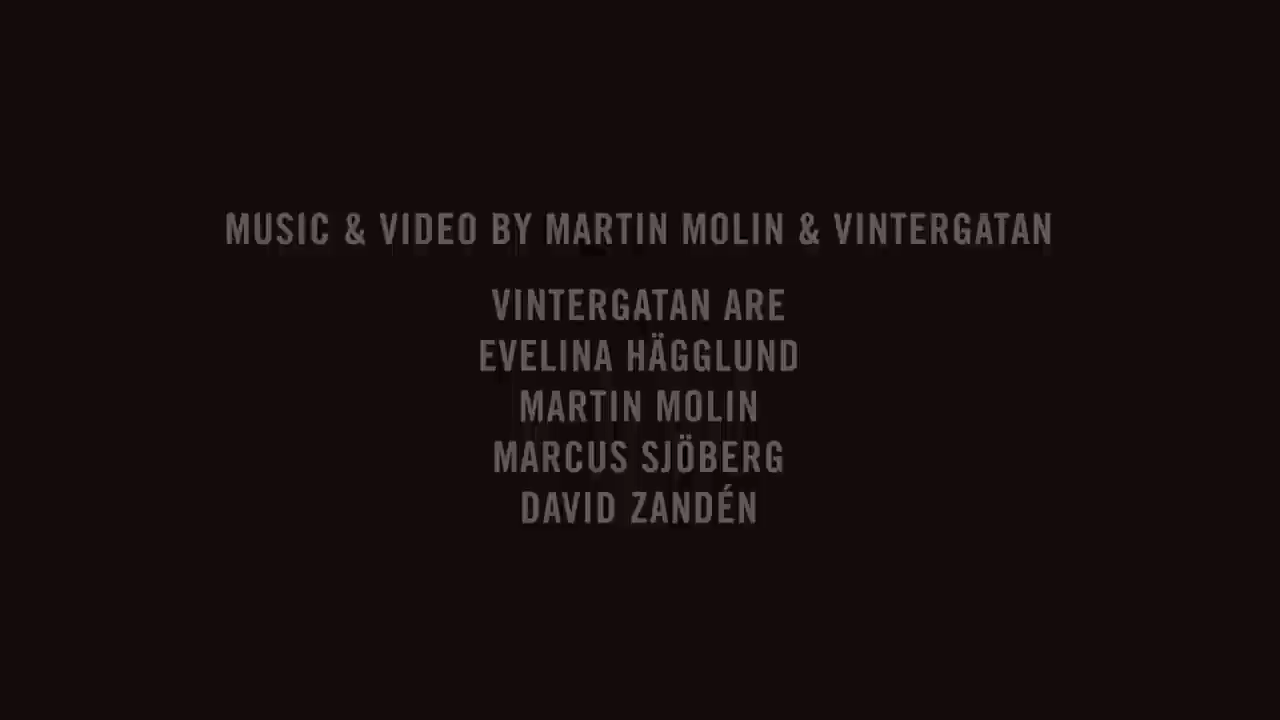 MUSIC & VIDEO BY MARTIN MOLIN & VINTERGATAN
VINTERGATAN ARE
EVELINA HÄGGLUND
MARTIN MOLIN
MARCUS SJÖBERG
DAVID ZANDÉN